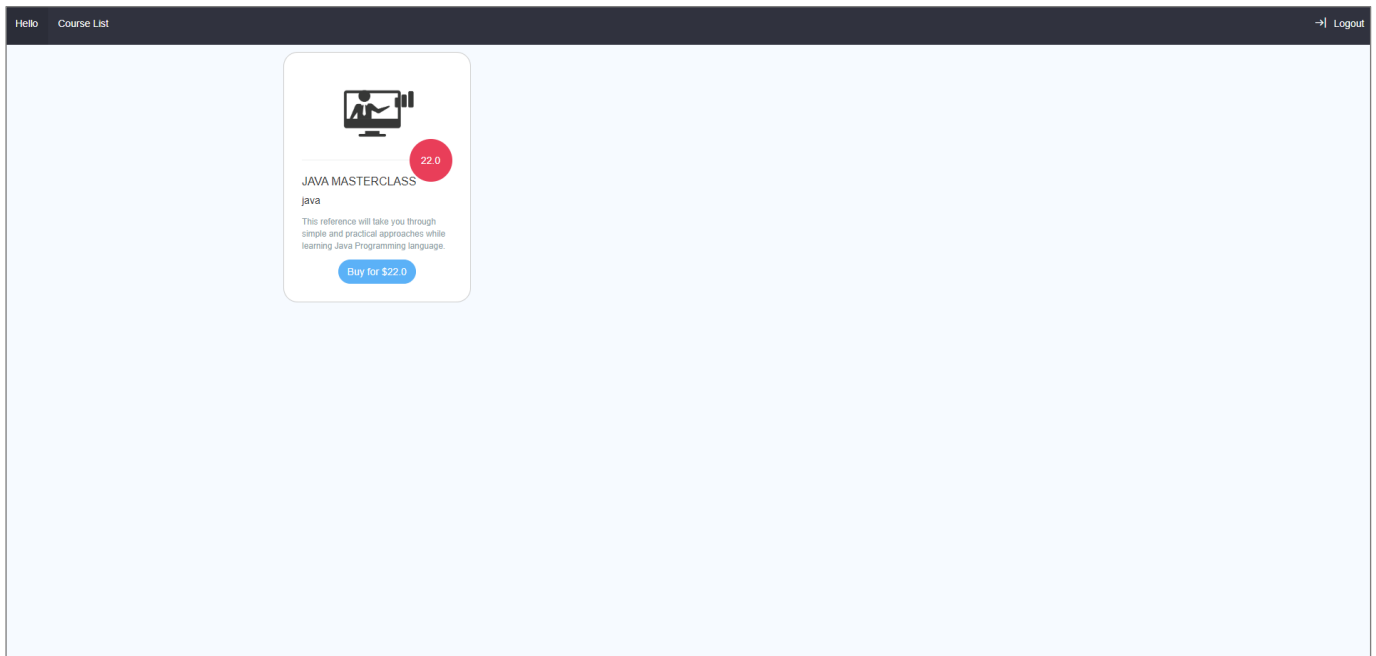 Hello Course List Logout
22.0
JAVA MASTERCLASS
java
This reference will take you through
simple and practical approaches while
learning Java Programming language.
Buy for $22.0